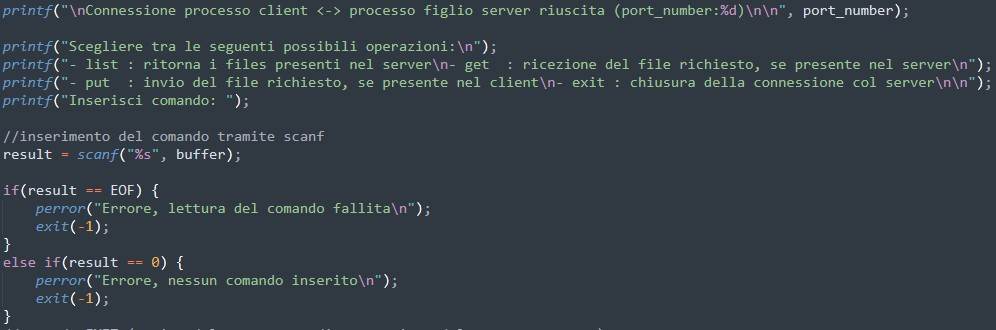 printf("\nConnessione processo client <-> processo figlio server riuscita (port_number:%d)\n\n", port_number);
printf("Scegliere tra le seguenti possibili operazioni:\n");
printf("- list : ritorna i files presenti nel server\n- get  : ricezione del file richiesto, se presente nel server\n");
printf("- put  : invio del file richiesto, se presente nel client\n- exit : chiusura della connessione col server\n\n");
printf("Inserisci comando: ");
//inserimento del comando tramite scanf
result = scanf("%s", buffer);
if(result == EOF) {
    perror("Errore, lettura del comando fallita\n");
    exit(-1);
}
else if(result == 0) {
    perror("Errore, nessun comando inserito\n");
    exit(-1);
}